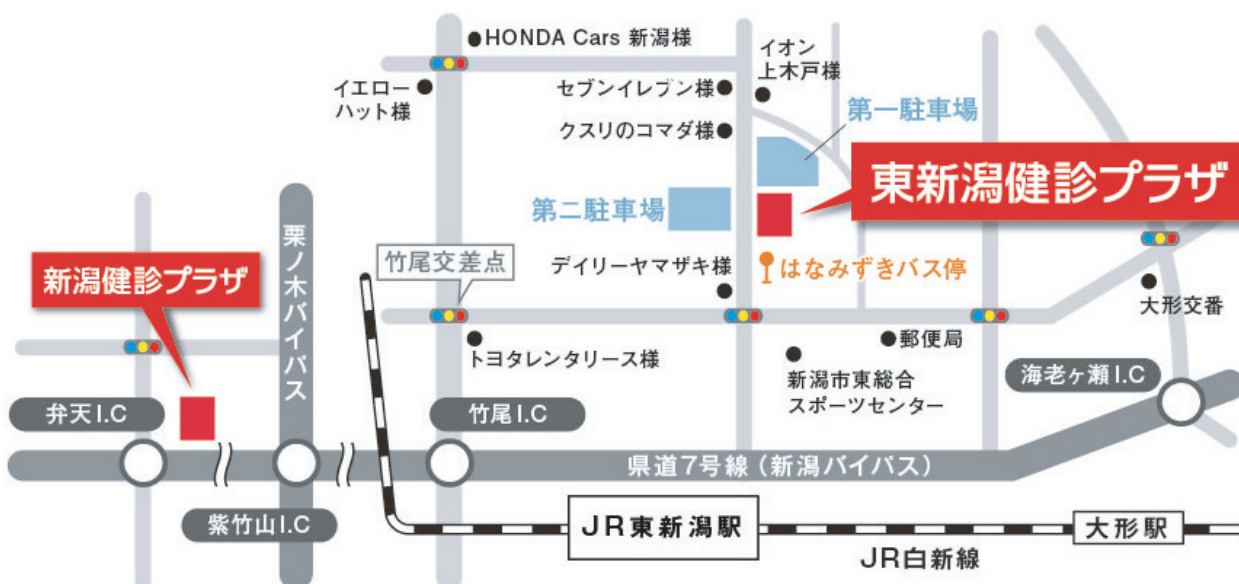 HONDA Cars 新潟様
イエロー
ハット様
セブンイレブン様
イオン
上木戸様
クスリのコマダ様
第一駐車場
東新潟健診プラザ
第二駐車場
栗ノ木バイパス
新潟健診プラザ
竹尾交差点
デイリーヤマザキ様
はなみずきバス停
大形交番
トヨタレンタリース様
郵便局
新潟市東総合
スポーツセンター
海老ヶ瀬I.C
弁天I.C
竹尾I.C
県道7号線(新潟バイパス)
紫竹山I.C
JR東新潟駅
大形駅
JR白新線